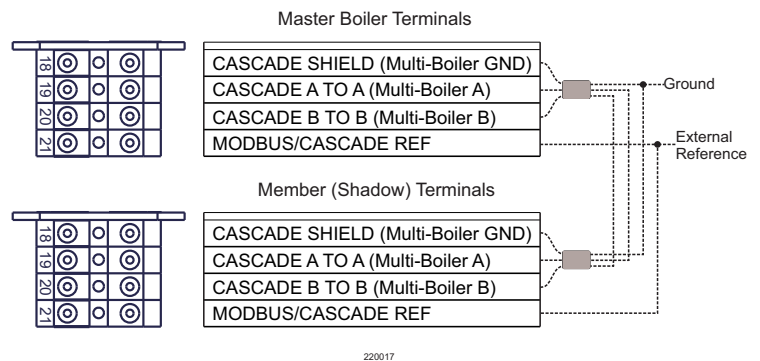 Master Boiler Terminals
18 CASCADE SHIELD (Multi-Boiler GND)
19 CASCADE A TO A (Multi-Boiler A)
20 CASCADE B TO B (Multi-Boiler B)
21 MODBUS/CASCADE REF
Ground
External
Reference
Member (Shadow) Terminals
18 CASCADE SHIELD (Multi-Boiler GND)
19 CASCADE A TO A (Multi-Boiler A)
20 CASCADE B TO B (Multi-Boiler B)
21 MODBUS/CASCADE REF
220017